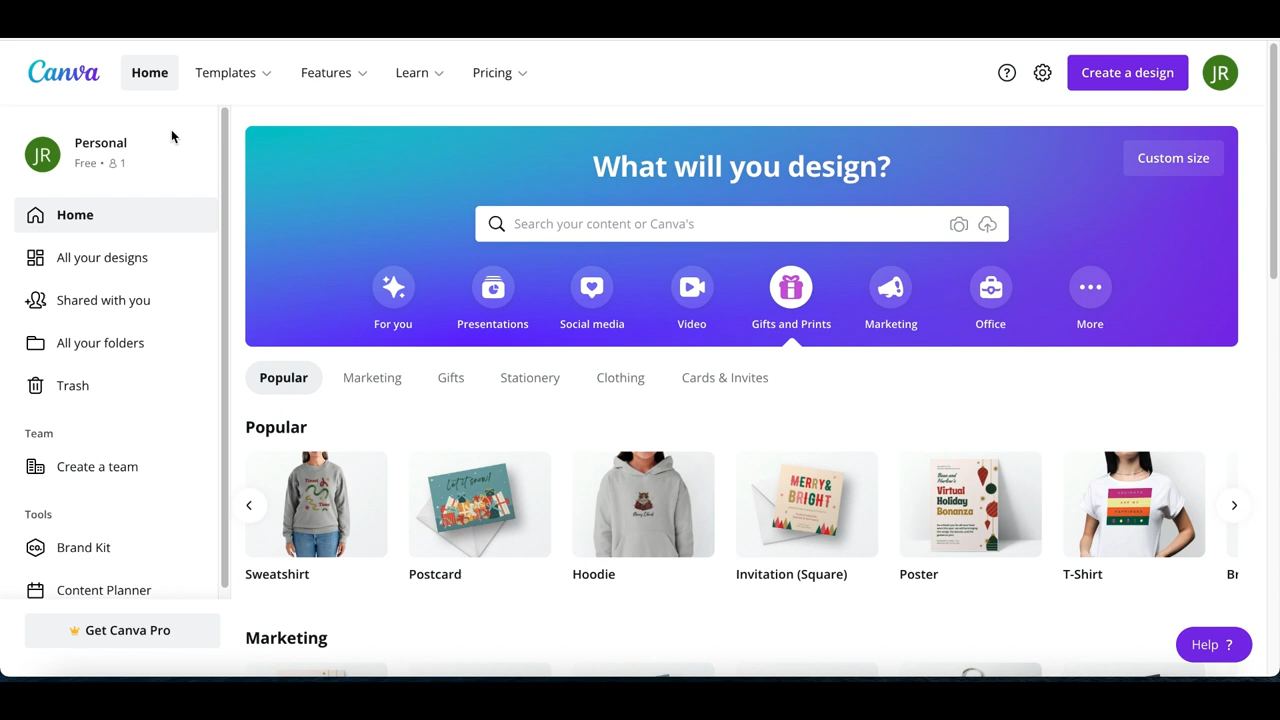 Canva
Home
Templates
Features
Learn
Pricing
Create a design
JR
JR
Personal
Free • 1
Home
All your designs
Shared with you
All your folders
Trash
Team
Create a team
Tools
Brand Kit
Content Planner
Get Canva Pro
What will you design?
Custom size
Search your content or Canva's
For you
Presentations
Social media
Video
Gifts and Prints
Marketing
Office
More
Popular
Marketing
Gifts
Stationery
Clothing
Cards & Invites
Popular
LET IT SNOW!
MERRY &
BRIGHT
Virtual
Holiday
Bonanza
Sweatshirt
Postcard
Hoodie
Invitation (Square)
Poster
T-Shirt
Br
Marketing
Help ?